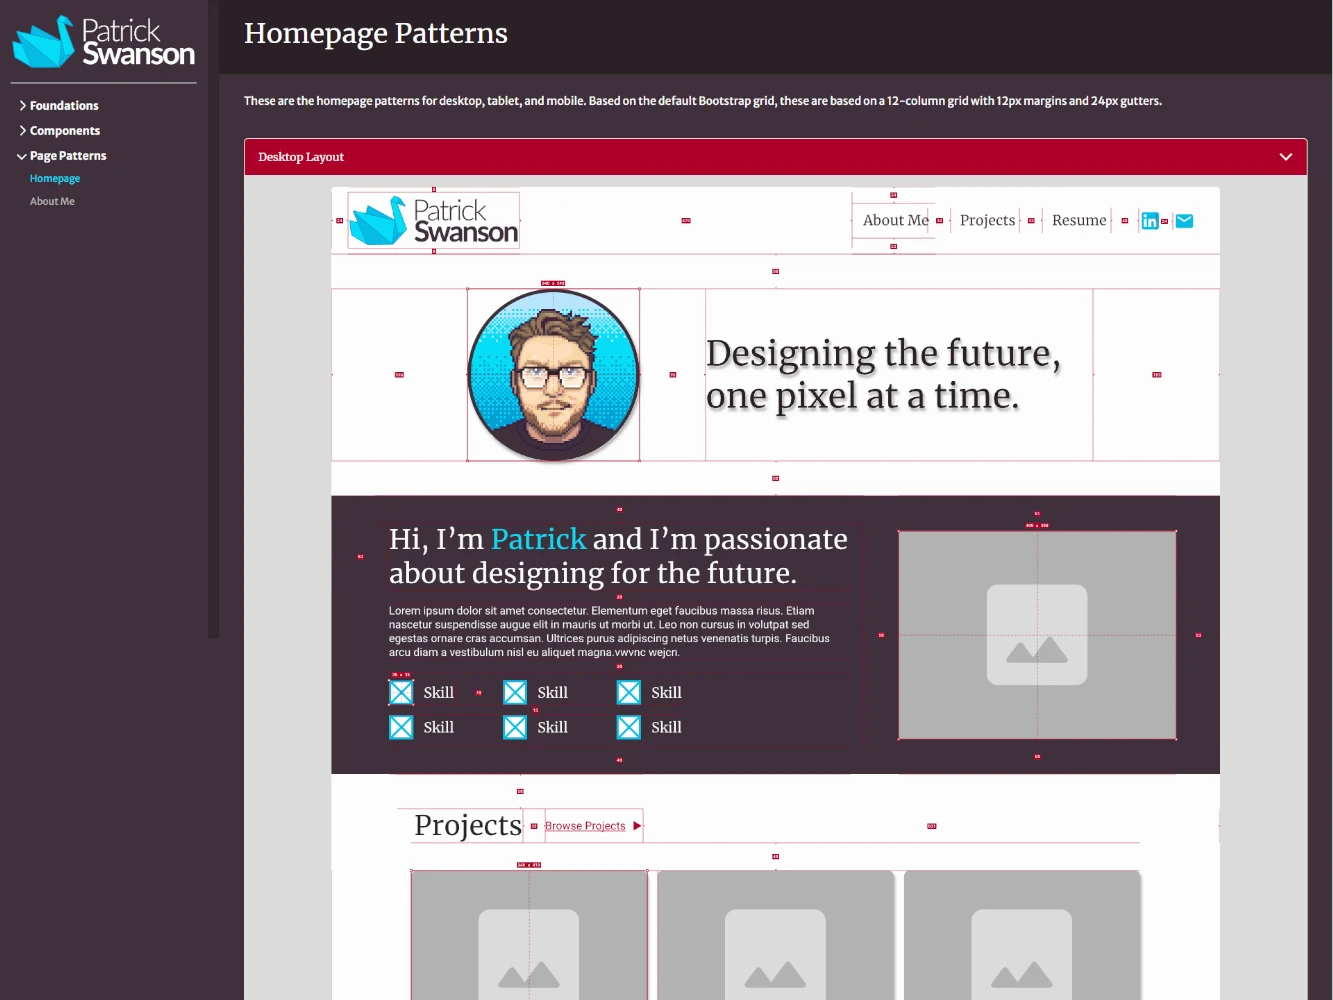 Patrick
Swanson
Foundations
Components
Page Patterns
Homepage
About Me
Homepage Patterns
These are the homepage patterns for desktop, tablet, and mobile. Based on the default Bootstrap grid, these are based on a 12-column grid with 12px margins and 24px gutters.
Desktop Layout
Patrick
Swanson
About Me
Projects
Resume
in
Designing the future,
one pixel at a time.
Hi, I’m Patrick and I’m passionate
about designing for the future.
Lorem ipsum dolor sit amet consectetur. Elementum eget faucibus massa risus. Etiam
nascetur suspendisse augue elit in mauris ut morbi ut. Leo non cursus in volutpat sed
egestas ornare cras accumsan. Ultrices purus adipiscing netus venenatis turpis. Faucibus
arcu diam a vestibulum nisl eu aliquet magna.vwvnc wejcn.
Skill
Skill
Skill
Skill
Skill
Skill
Projects
Browse Projects